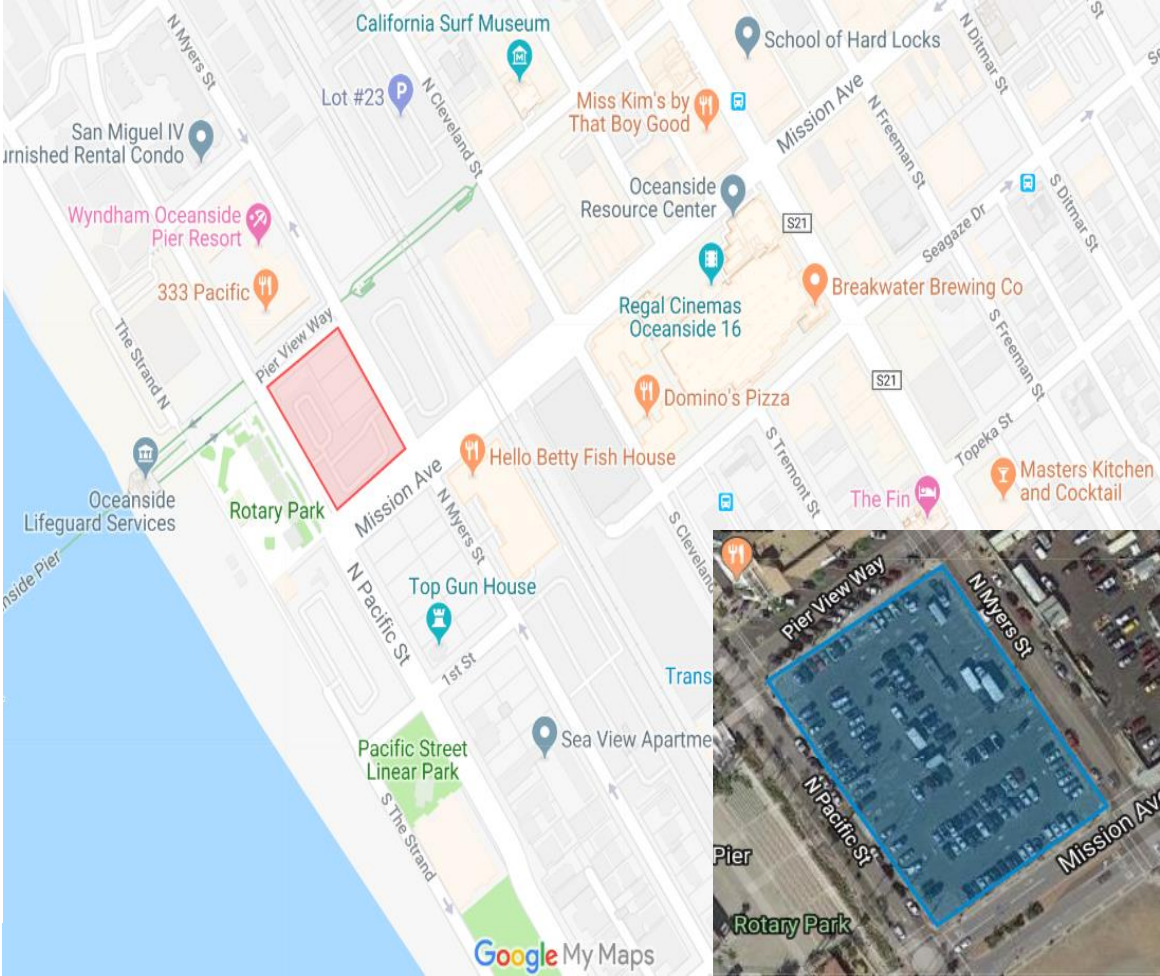 N Myers St
California Surf Museum
School of Hard Locks
N Ditmar St
St
Lot #23
N Cleveland St
Miss Kim's by
That Boy Good
Mission Ave
N Freeman St
San Miguel IV
urnished Rental Condo
Oceanside
Resource Center
S Ditmar St
S21
Wyndham Oceanside
Pier Resort
Seagaze Dr
333 Pacific
Regal Cinemas
Oceanside 16
Breakwater Brewing Co
The Strand N
Pier View Way
S Freeman St
S21
Domino's Pizza
Topeka St
Hello Betty Fish House
S Tremont St
Oceanside
Lifeguard Services
Rotary Park
Mission Ave
N Myers St
The Fin
Masters Kitchen
and Cocktail
nside Pier
S Cleveland
N Pacific St
Top Gun House
1st St
Trans
Sea View Apartme
Pacific Street
Linear Park
S The Strand
Google My Maps
Pier View Way
N Myers St
N Pacific St
Mission Av
Pier
Rotary Park